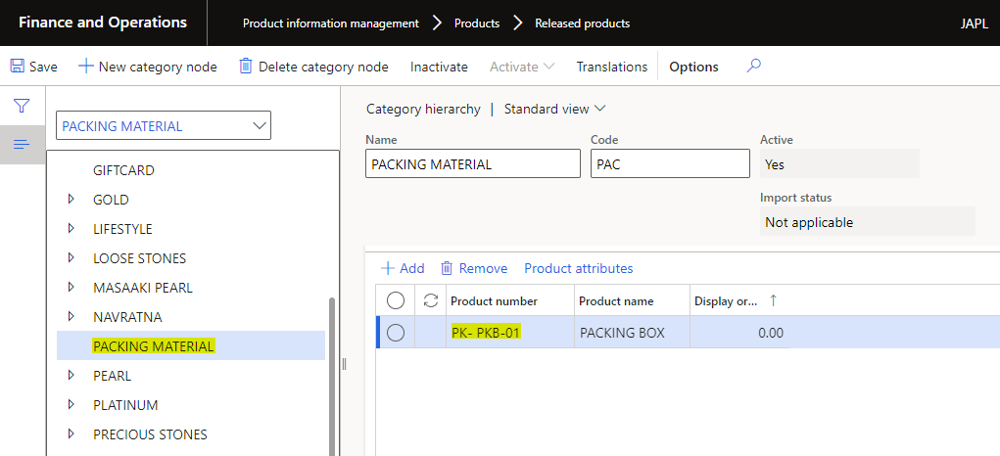 Finance and Operations
Product information management > Products > Released products
JAPL
Save
New category node
Delete category node
Inactivate
Activate
Translations
Options
PACKING MATERIAL
GIFTCARD
GOLD
LIFESTYLE
LOOSE STONES
MASAAKI PEARL
NAVRATNA
PACKING MATERIAL
PEARL
PLATINUM
PRECIOUS STONES
Category hierarchy | Standard view
Name
PACKING MATERIAL
Code
PAC
Active
Yes
Import status
Not applicable
Add
Remove
Product attributes
Product number
Product name
Display or... ↑
PK- PKB-01
PACKING BOX
0.00